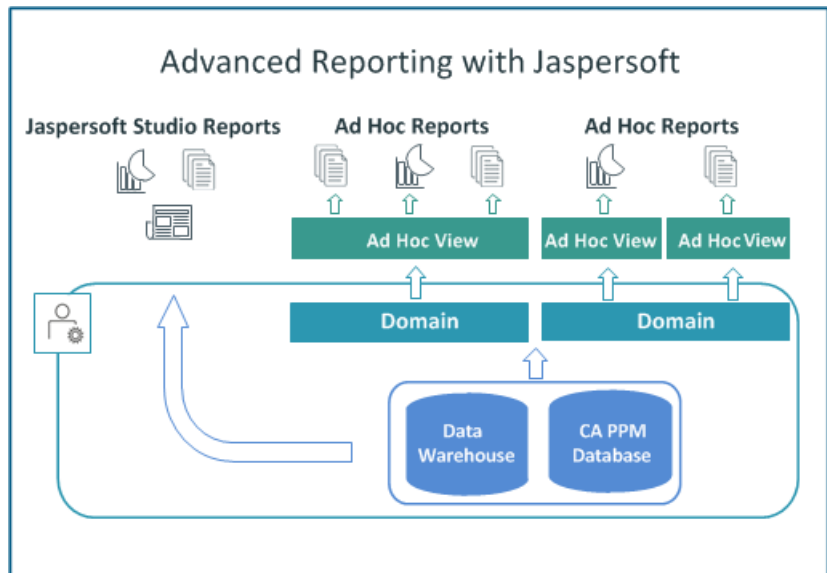 Advanced Reporting with Jaspersoft
Jaspersoft Studio Reports
Ad Hoc Reports
Ad Hoc Reports
Ad Hoc View
Ad Hoc View
Ad Hoc View
Domain
Domain
Data
Warehouse
CA PPM
Database